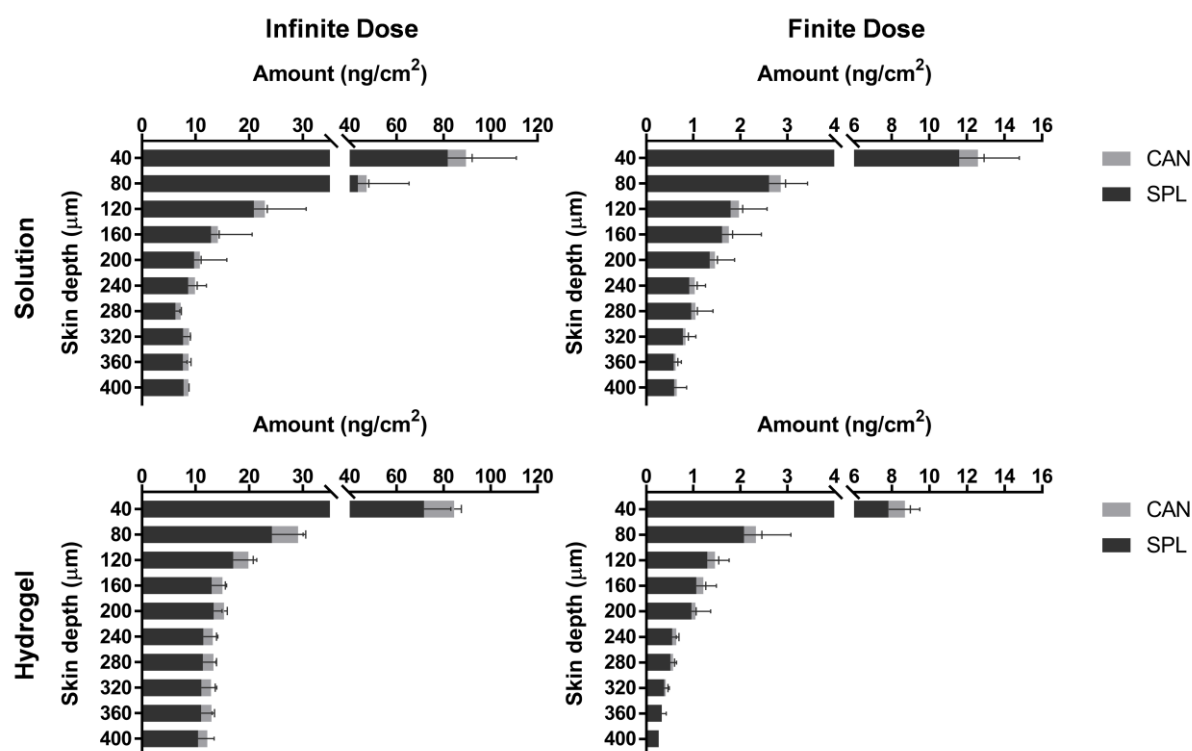 Infinite Dose
Finite Dose
Amount (ng/cm²)
Amount (ng/cm²)
0 10 20 30 40 60 80 100 120
0 1 2 3 4 6 8 10 12 14 16
Solution
Skin depth (μm)
40
80
120
160
200
240
280
320
360
400
Skin depth (μm)
40
80
120
160
200
240
280
320
360
400
CAN
SPL
Amount (ng/cm²)
Amount (ng/cm²)
0 10 20 30 40 60 80 100 120
0 1 2 3 4 6 8 10 12 14 16
Hydrogel
Skin depth (μm)
40
80
120
160
200
240
280
320
360
400
Skin depth (μm)
40
80
120
160
200
240
280
320
360
400
CAN
SPL